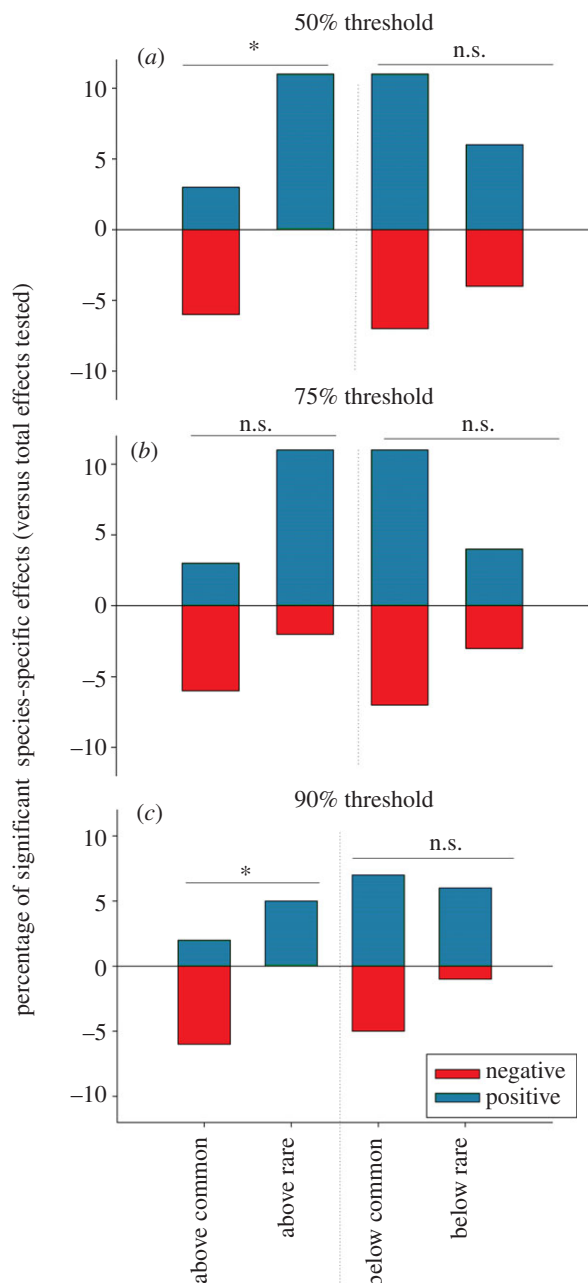 percentage of significant species-specific effects (versus total effects tested)
50% threshold
(a)
*
n.s.
10
5
0
–5
–10
75% threshold
(b)
n.s.
n.s.
10
5
0
–5
–10
90% threshold
(c)
*
n.s.
10
5
0
–5
–10
negative
positive
above common
above rare
below common
below rare